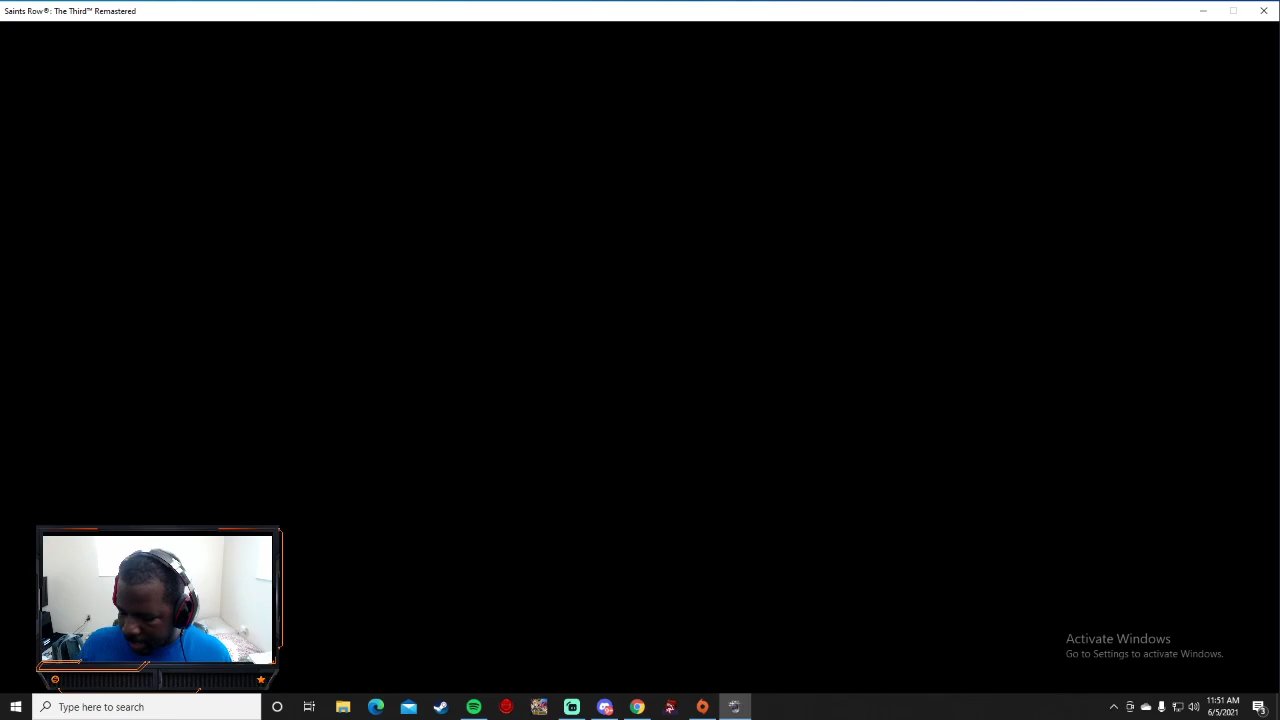 Saints Row®: The Third™ Remastered
Activate Windows
Go to Settings to activate Windows.
Type here to search
11:51 AM
6/5/2021